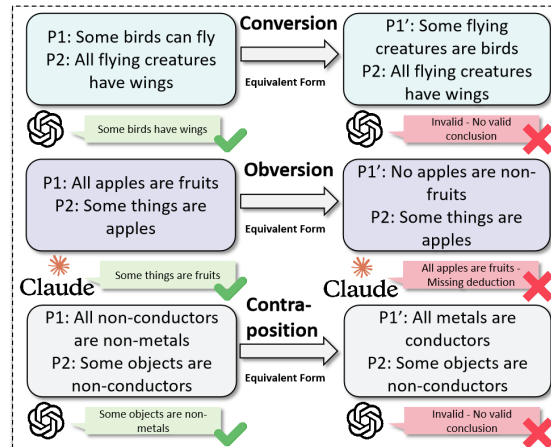 P1: Some birds can fly
P2: All flying creatures
have wings
Conversion
Equivalent Form
P1′: Some flying
creatures are birds
P2: All flying creatures
have wings
Some birds have wings
Invalid - No valid
conclusion
P1: All apples are fruits
P2: Some things are
apples
Obversion
Equivalent Form
P1′: No apples are non-
fruits
P2: Some things are
apples
Claude
Some things are fruits
Claude
All apples are fruits -
Missing deduction
P1: All non-conductors
are non-metals
P2: Some objects are
non-conductors
Contra-
position
Equivalent Form
P1′: All metals are
conductors
P2: Some objects are
non-conductors
Some objects are non-
metals
Invalid - No valid
conclusion